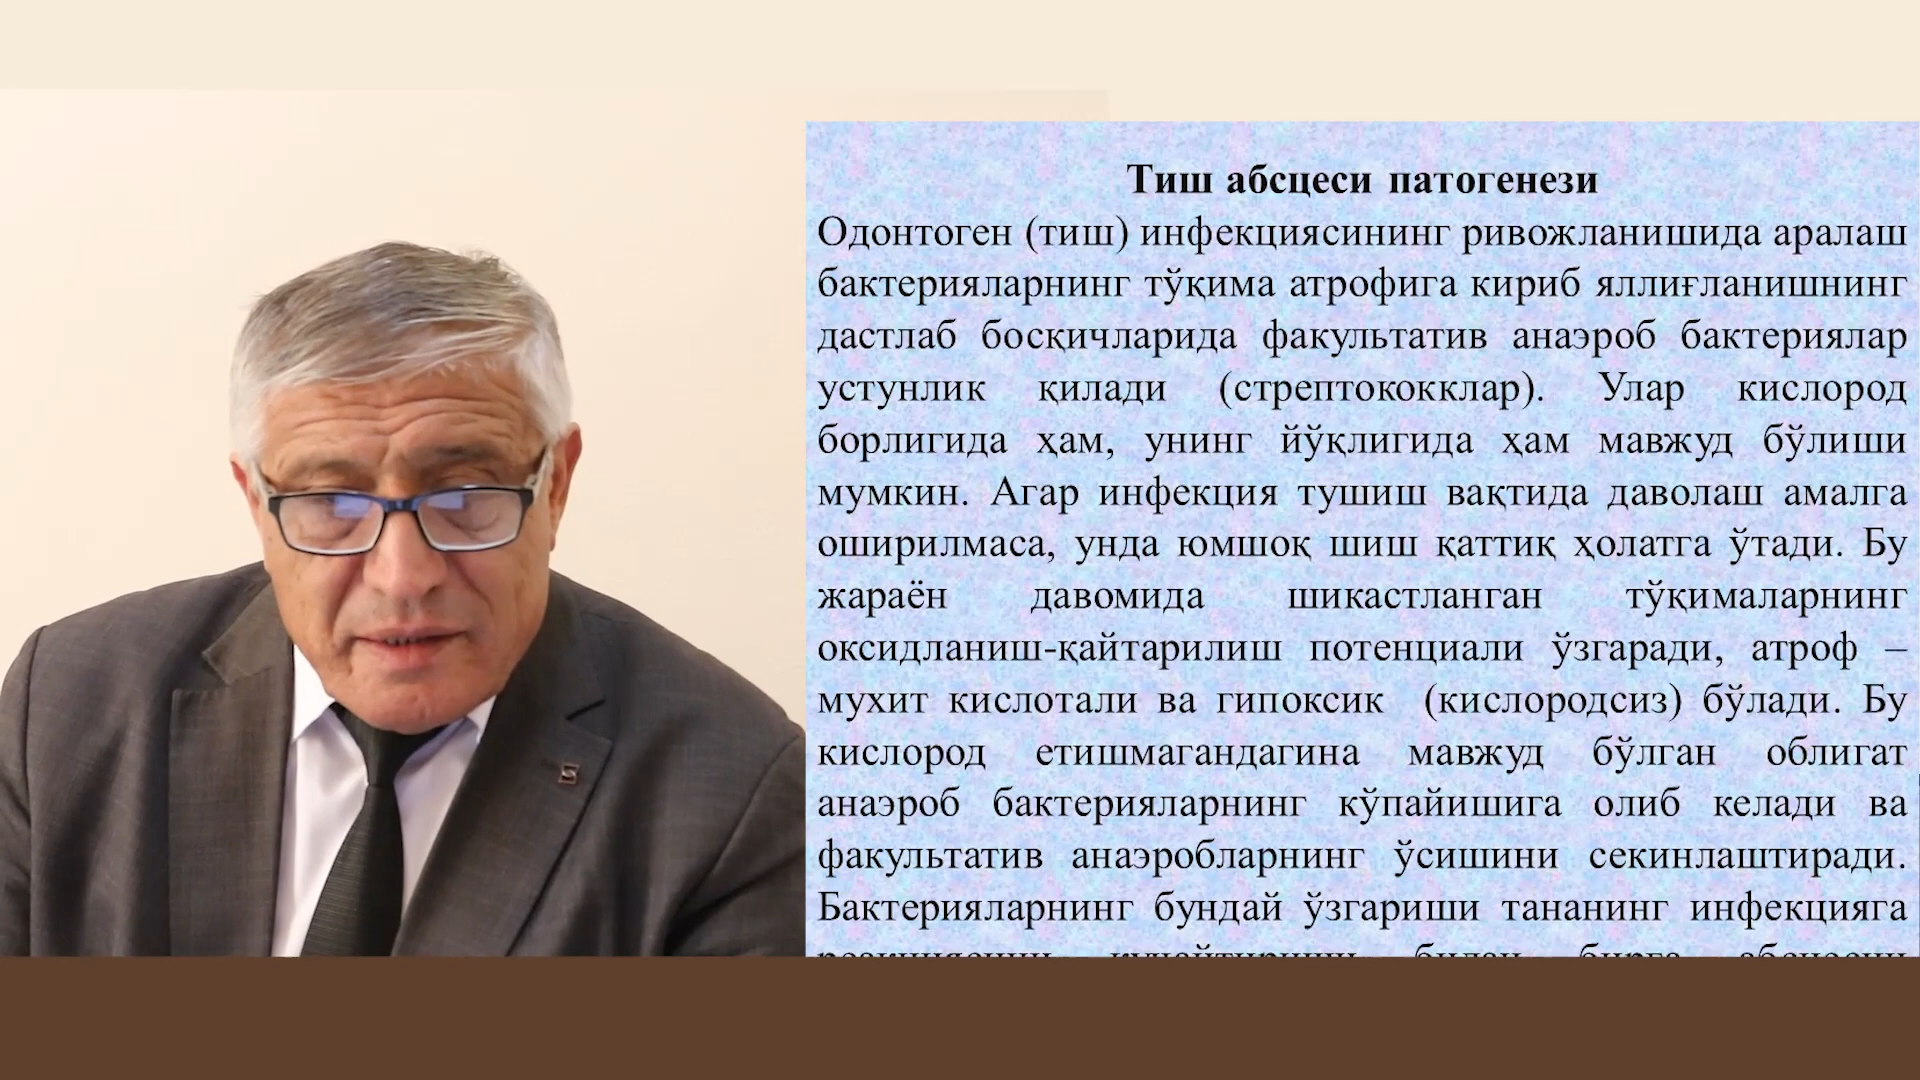 Тиш абсцеси патогенези
Одонтоген (тиш) инфекциясининг ривожланишида аралаш
бактерияларнинг тўқима атрофига кириб яллиғланишнинг
дастлаб босқичларида факультатив анаэроб бактериялар
устунлик қилади (стрептококклар). Улар кислород
борлигида ҳам, унинг йўқлигида ҳам мавжуд бўлиши
мумкин. Агар инфекция тушиш вақтида даволаш амалга
оширилмаса, унда юмшоқ шиш қаттиқ ҳолатга ўтади. Бу
жараён давомида шикастланган тўқималарнинг
оксидланиш-қайтарилиш потенциали ўзгаради, атроф –
мухит кислотали ва гипоксик (кислородсиз) бўлади. Бу
кислород етишмагандагина мавжуд бўлган облигат
анаэроб бактерияларнинг кўпайишига олиб келади ва
факультатив анаэробларнинг ўсишини секинлаштиради.
Бактерияларнинг бундай ўзгариши тананинг инфекцияга